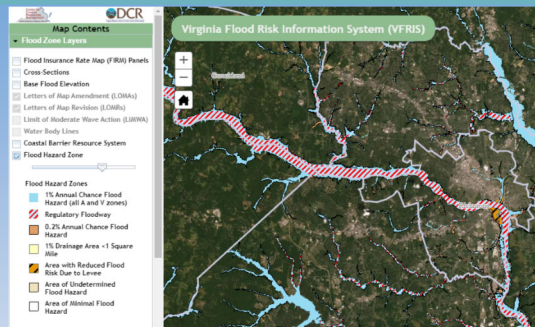 DCR
Map Contents
Flood Zone Layers
Flood Insurance Rate Map (FIRM) Panels
Cross-Sections
Base Flood Elevation
Letters of Map Amendment (LOMAs)
Letters of Map Revision (LOMRs)
Limit of Moderate Wave Action (LiMWA)
Water Body Lines
Coastal Barrier Resource System
Flood Hazard Zone
Flood Hazard Zones
1% Annual Chance Flood
Hazard (all A and V zones)
Regulatory Floodway
0.2% Annual Chance Flood
Hazard
1% Drainage Area <1 Square
Mile
Area with Reduced Flood
Risk Due to Levee
Area of Undetermined
Flood Hazard
Area of Minimal Flood
Hazard
Virginia Flood Risk Information System (VFRIS)
+
−